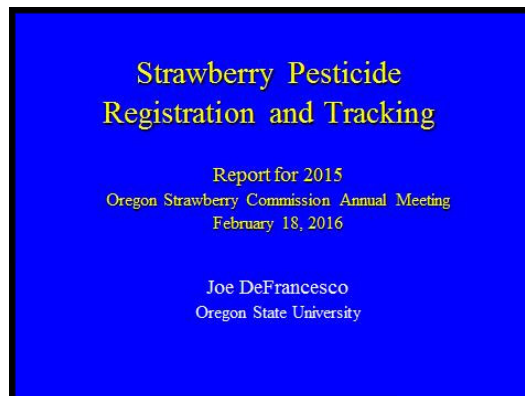 Strawberry Pesticide
Registration and Tracking
Report for 2015
Oregon Strawberry Commission Annual Meeting
February 18, 2016
Joe DeFrancesco
Oregon State University